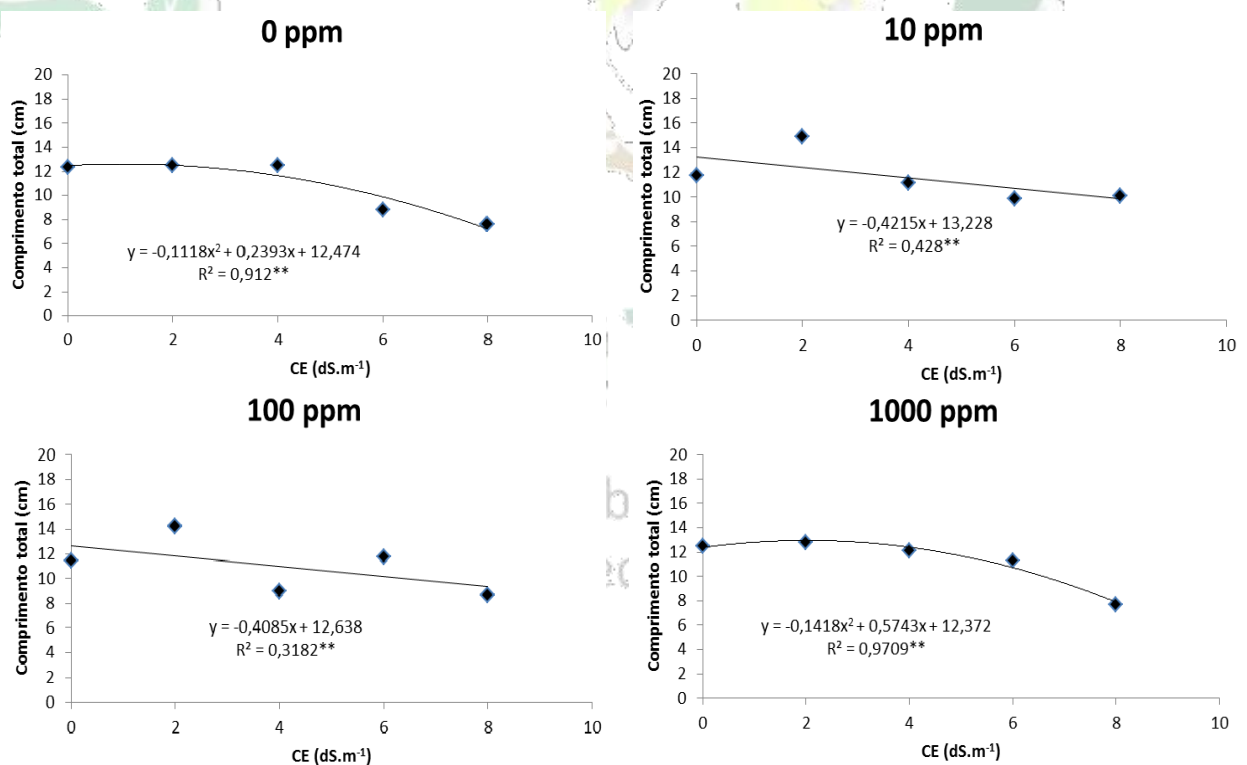 0 ppm
Comprimento total (cm)
20
18
16
14
12
10
8
6
4
2
0
y = -0,1118x² + 0,2393x + 12,474
R² = 0,912**
0 2 4 6 8 10
CE (dS.m⁻¹)
10 ppm
Comprimento total (cm)
20
18
16
14
12
10
8
6
4
2
0
y = -0,4215x + 13,228
R² = 0,428**
0 2 4 6 8 10
CE (dS.m⁻¹)
100 ppm
Comprimento total (cm)
20
18
16
14
12
10
8
6
4
2
0
y = -0,4085x + 12,638
R² = 0,3182**
0 2 4 6 8 10
CE (dS.m⁻¹)
1000 ppm
Comprimento total (cm)
20
18
16
14
12
10
8
6
4
2
0
y = -0,1418x² + 0,5743x + 12,372
R² = 0,9709**
0 2 4 6 8 10
CE (dS.m⁻¹)